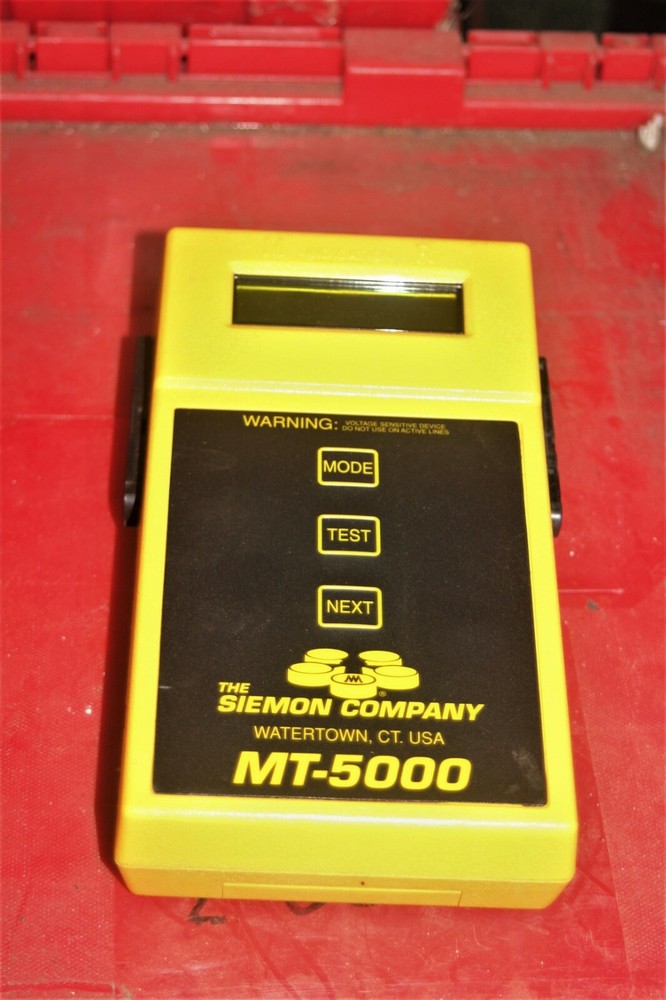 WARNING: VOLTAGE SENSITIVE DEVICE
DO NOT USE ON ACTIVE LINES
MODE
TEST
NEXT
®
THE
SIEMON COMPANY
WATERTOWN, CT. USA
MT-5000